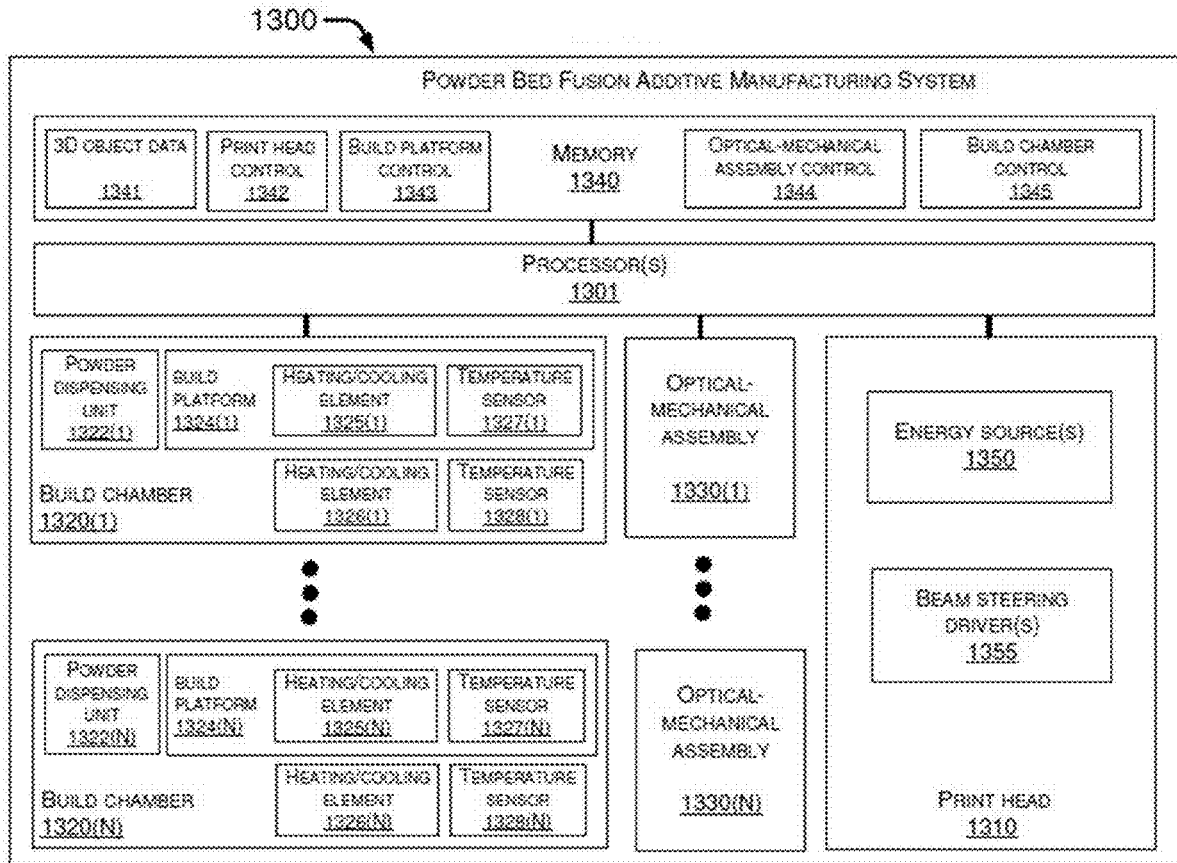 1300
POWDER BED FUSION ADDITIVE MANUFACTURING SYSTEM
3D OBJECT DATA
1341
PRINT HEAD
CONTROL
1342
BUILD PLATFORM
CONTROL
1343
MEMORY
1340
OPTICAL-MECHANICAL
ASSEMBLY CONTROL
1344
BUILD CHAMBER
CONTROL
1345
PROCESSOR(S)
1301
POWDER
DISPENSING
UNIT
1322(1)
BUILD
PLATFORM
1324(1)
HEATING/COOLING
ELEMENT
1325(1)
TEMPERATURE
SENSOR
1327(1)
BUILD CHAMBER
1320(1)
HEATING/COOLING
ELEMENT
1326(1)
TEMPERATURE
SENSOR
1328(1)
OPTICAL-
MECHANICAL
ASSEMBLY
1330(1)
ENERGY SOURCE(S)
1350
BEAM STEERING
DRIVER(S)
1355
POWDER
DISPENSING
UNIT
1322(N)
BUILD
PLATFORM
1324(N)
HEATING/COOLING
ELEMENT
1325(N)
TEMPERATURE
SENSOR
1327(N)
BUILD CHAMBER
1320(N)
HEATING/COOLING
ELEMENT
1326(N)
TEMPERATURE
SENSOR
1328(N)
OPTICAL-
MECHANICAL
ASSEMBLY
1330(N)
PRINT HEAD
1310